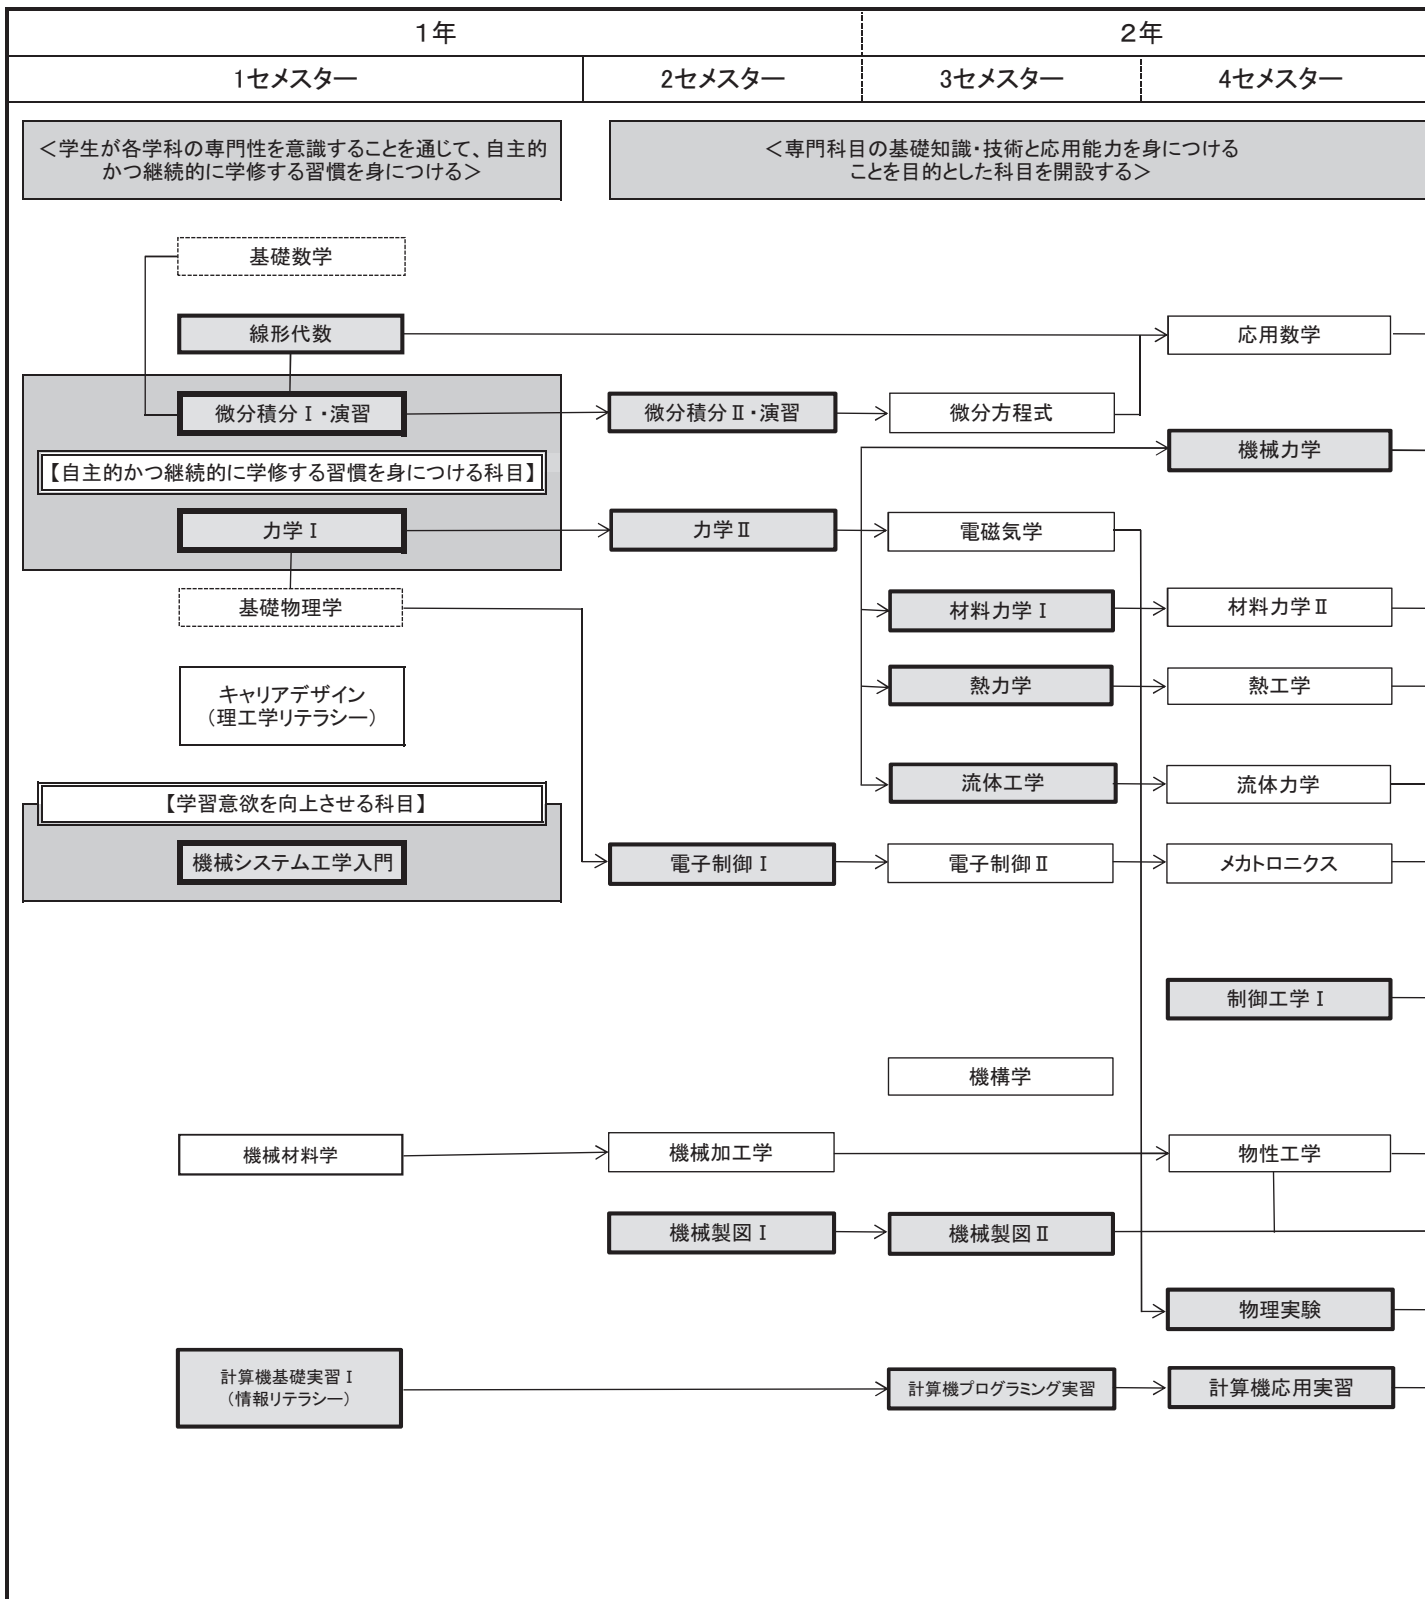 1年
2年
1セメスター
2セメスター
3セメスター
4セメスター
<学生が各学科の専門性を意識することを通じて、自主的
かつ継続的に学修する習慣を身につける>
<専門科目の基礎知識・技術と応用能力を身につける
ことを目的とした科目を開設する>
基礎数学
線形代数
応用数学
微分積分Ⅰ・演習
微分積分Ⅱ・演習
微分方程式
機械力学
【自主的かつ継続的に学修する習慣を身につける科目】
力学Ⅰ
力学Ⅱ
電磁気学
基礎物理学
材料力学Ⅰ
材料力学Ⅱ
キャリアデザイン
(理工学リテラシー)
熱力学
熱工学
【学習意欲を向上させる科目】
流体工学
流体力学
機械システム工学入門
電子制御Ⅰ
電子制御Ⅱ
メカトロニクス
制御工学Ⅰ
機構学
機械材料学
機械加工学
物性工学
機械製図Ⅰ
機械製図Ⅱ
物理実験
計算機基礎実習Ⅰ
(情報リテラシー)
計算機プログラミング実習
計算機応用実習